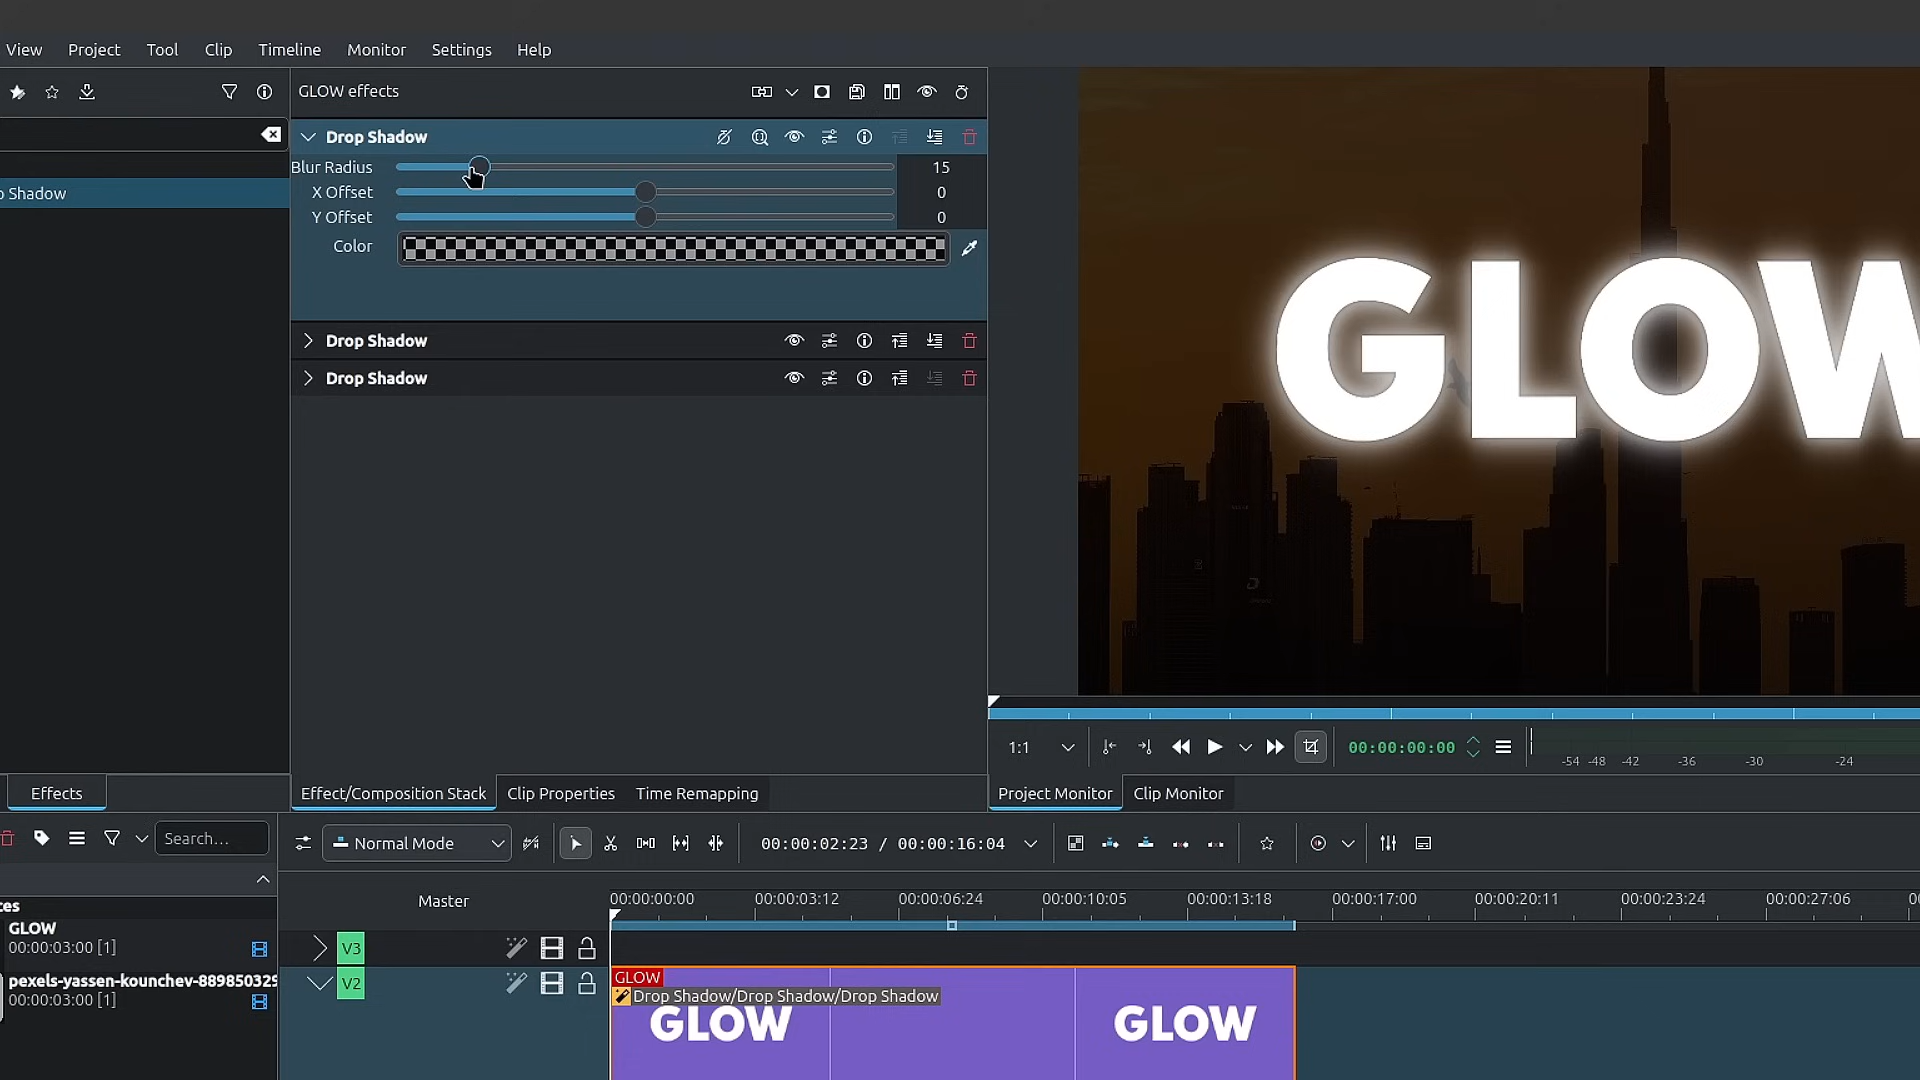 View Project Tool Clip Timeline Monitor Settings Help
GLOW effects
Drop Shadow
Blur Radius 15
X Offset 0
Y Offset 0
Color
Shadow
Drop Shadow
Drop Shadow
GLOW
1:1
00:00:00:00
-54 -48 -42 -36 -30 -24
Effects
Effect/Composition Stack Clip Properties Time Remapping
Project Monitor Clip Monitor
Search...
Normal Mode
00:00:02:23 / 00:00:16:04
Master
00:00:00:00 00:00:03:12 00:00:06:24 00:00:10:05 00:00:13:18 00:00:17:00 00:00:20:11 00:00:23:24 00:00:27:06
GLOW
00:00:03:00 [1]
pexels-yassen-kounchev-889850329
00:00:03:00 [1]
V3
V2
GLOW
Drop Shadow/Drop Shadow/Drop Shadow
GLOW GLOW